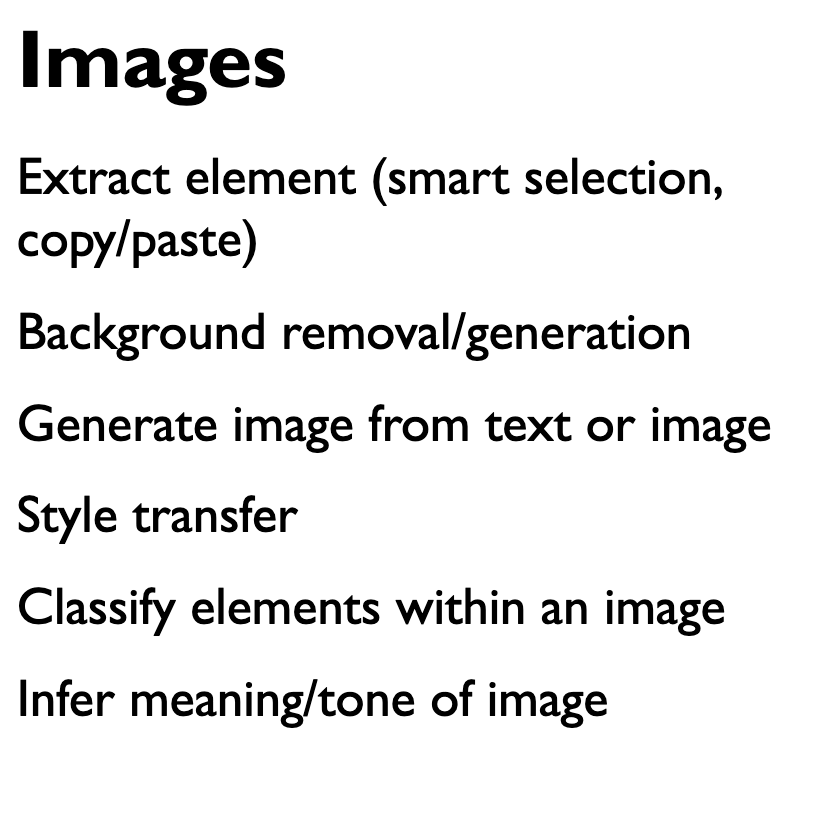 Images
Extract element (smart selection,
copy/paste)
Background removal/generation
Generate image from text or image
Style transfer
Classify elements within an image
Infer meaning/tone of image